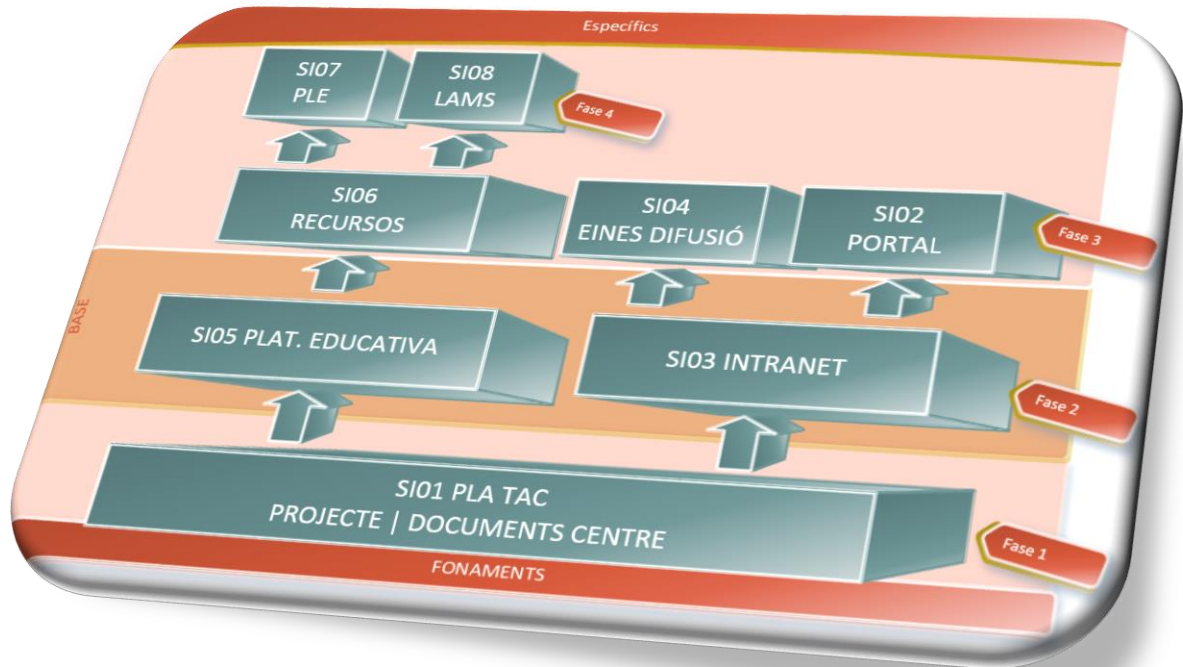 Específics
SI07
PLE
SI08
LAMS
Fase 4
SI06
RECURSOS
SI04
EINES DIFUSIÓ
SI02
PORTAL
Fase 3
BASE
SI05 PLAT. EDUCATIVA
SI03 INTRANET
Fase 2
SI01 PLA TAC
PROJECTE | DOCUMENTS CENTRE
Fase 1
FONAMENTS